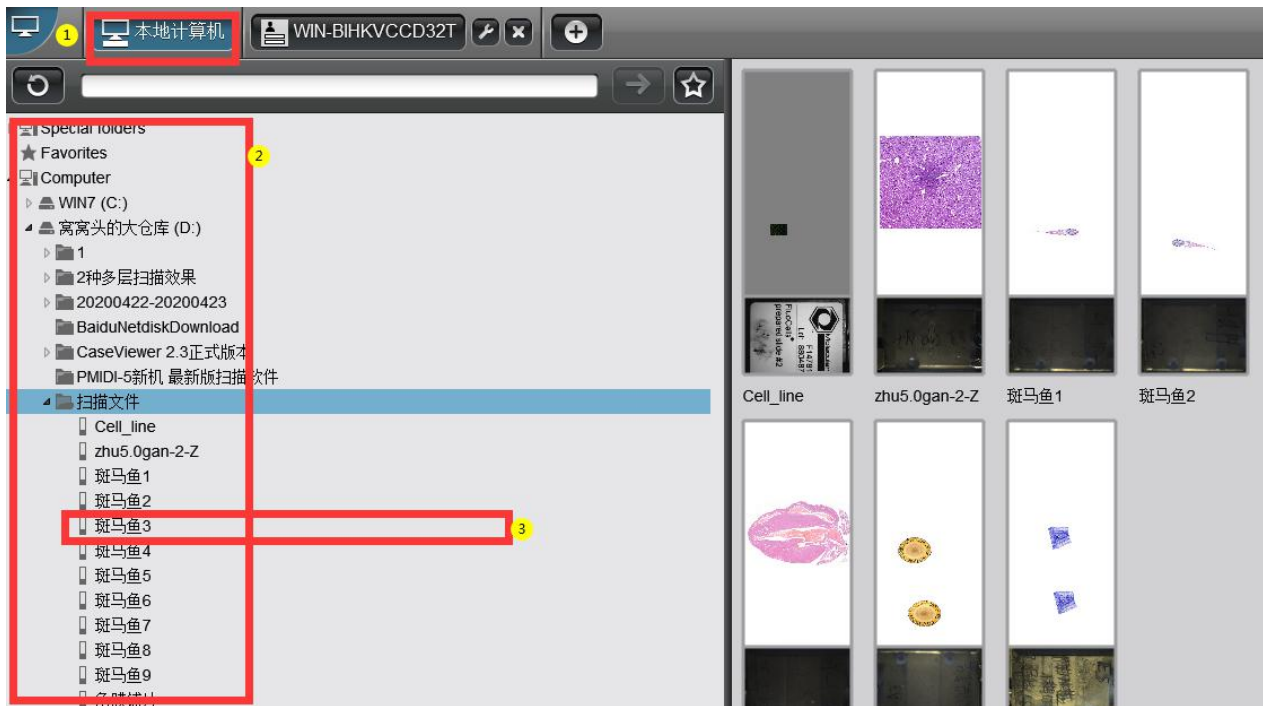 1
本地计算机
WIN-BIHKVCCD32T
Special folders
Favorites
2
Computer
WIN7 (C:)
窝窝头的大仓库 (D:)
1
2种多层扫描效果
20200422-20200423
BaiduNetdiskDownload
CaseViewer 2.3正式版本
PMIDI-5新机 最新版扫描软件
扫描文件
Cell_line
zhu5.0gan-2-Z
斑马鱼1
斑马鱼2
斑马鱼3
3
斑马鱼4
斑马鱼5
斑马鱼6
斑马鱼7
斑马鱼8
斑马鱼9
FluoCells
prepared slide #2
Cell_line
zhu5.0gan-2-Z
斑马鱼1
斑马鱼2